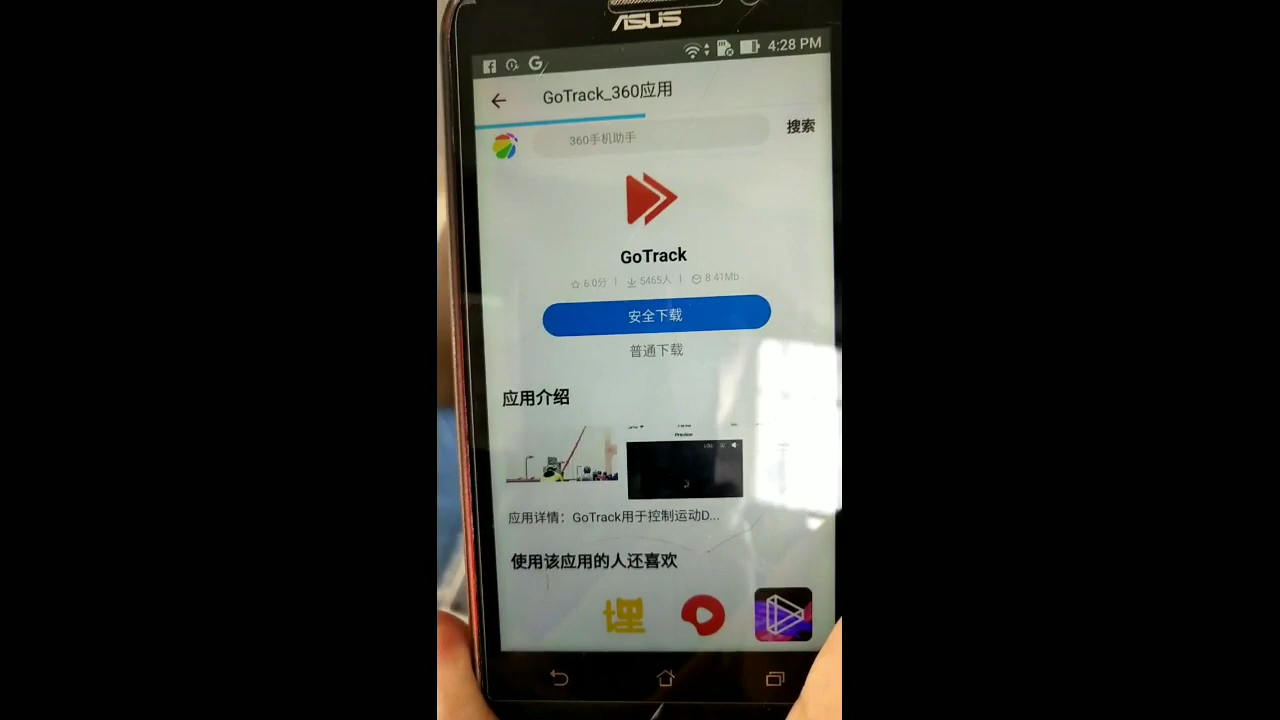 ASUS
4:28 PM
GoTrack_360应用
360手机助手
搜索
GoTrack
6.0分 | 5465人 | 8.41Mb
安全下载
普通下载
应用介绍
Preview
应用详情：GoTrack用于控制运动D...
使用该应用的人还喜欢
埋